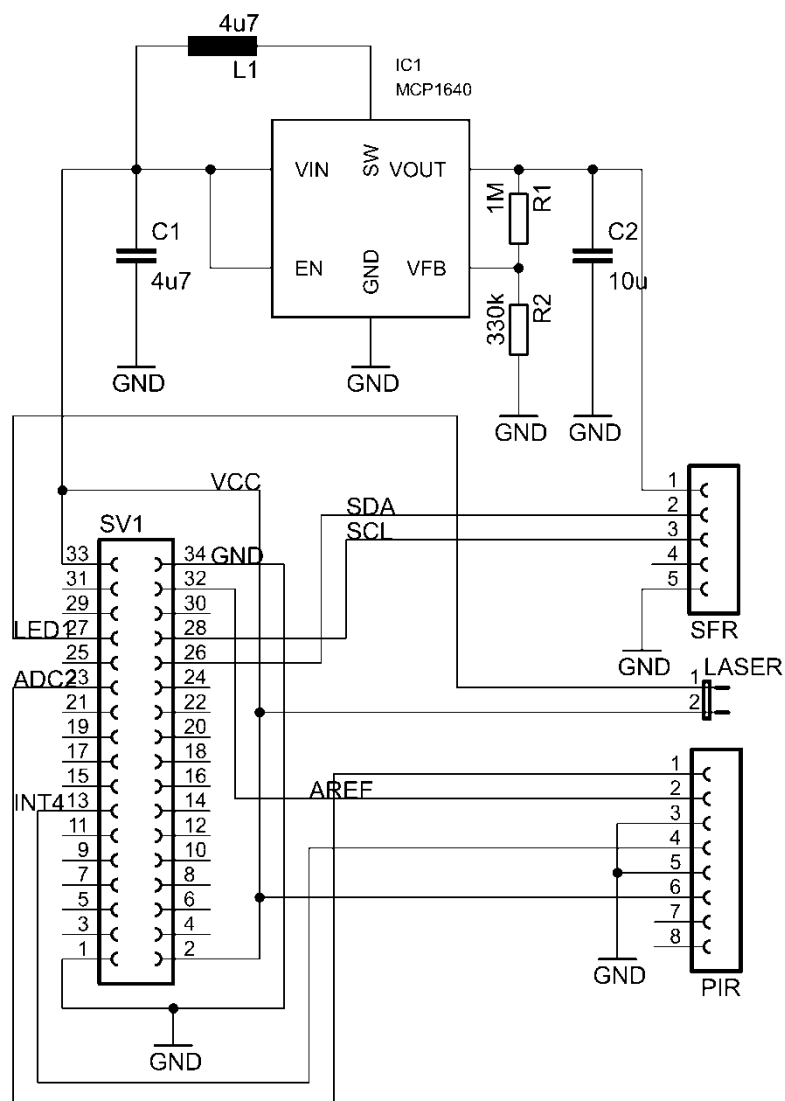 4u7
L1
IC1
MCP1640
VIN
SW
VOUT
EN
GND
VFB
C1
4u7
1M
R1
330k
R2
C2
10u
GND
GND
GND
GND
VCC
SV1
SDA
SCL
33 34 GND
31 32
29 30
LED1 27 28
25 26
ADC2 23 24
21 22
19 20
17 18
15 16
INT4 13 14
11 12
9 10
7 8
5 6
3 4
1 2
GND
1
2
3
4
5
SFR
GND
LASER
1
2
AREF
1
2
3
4
5
6
7
8
GND
PIR